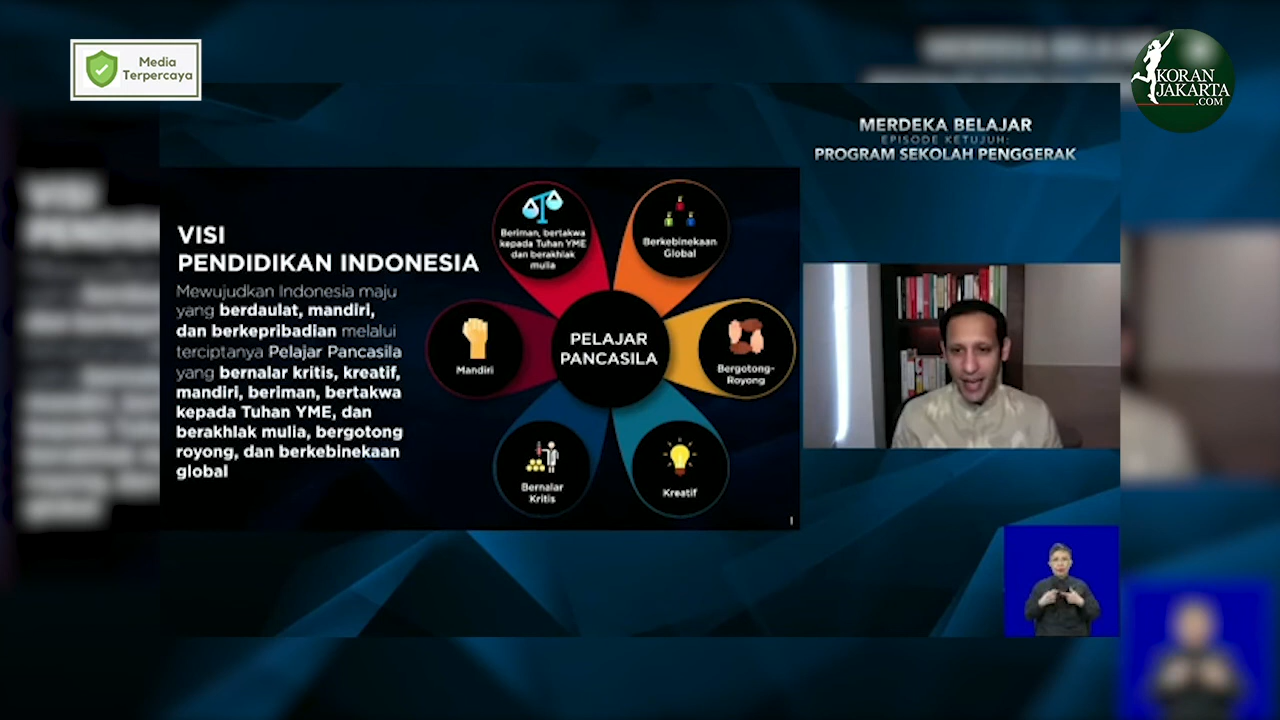 Media
Terpercaya
KORAN
JAKARTA
.COM
MERDEKA BELAJAR
EPISODE KETUJUH:
PROGRAM SEKOLAH PENGGERAK
VISI
PENDIDIKAN INDONESIA
Mewujudkan Indonesia maju
yang berdaulat, mandiri,
dan berkepribadian melalui
terciptanya Pelajar Pancasila
yang bernalar kritis, kreatif,
mandiri, beriman, bertakwa
kepada Tuhan YME, dan
berakhlak mulia, bergotong
royong, dan berkebinekaan
global
Beriman, bertakwa
kepada Tuhan YME
dan berakhlak
mulia
Berkebinekaan
Global
Mandiri
PELAJAR
PANCASILA
Bergotong-
Royong
Bernalar
Kritis
Kreatif
1